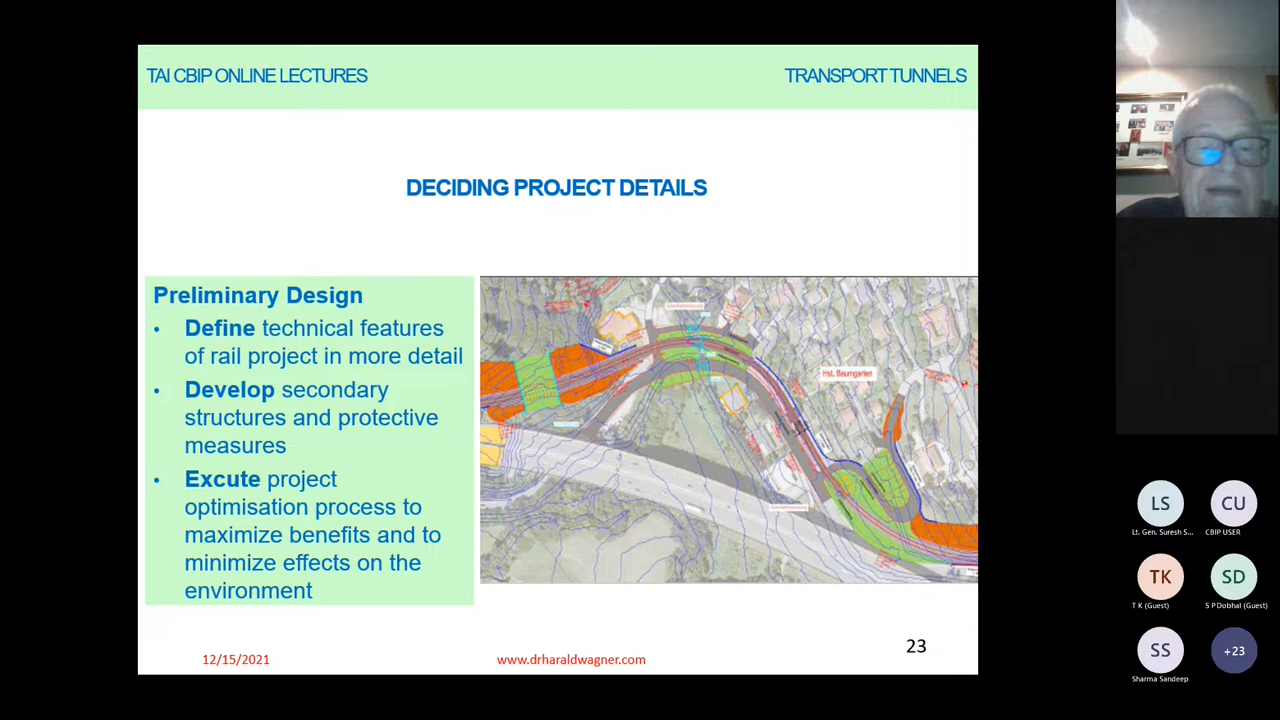 TAI CBIP ONLINE LECTURES
TRANSPORT TUNNELS
DECIDING PROJECT DETAILS
Preliminary Design
• Define technical features
of rail project in more detail
• Develop secondary
structures and protective
measures
• Excute project
optimisation process to
maximize benefits and to
minimize effects on the
environment
Hst. Baumgarten
12/15/2021
www.drharaldwagner.com
23
LS
CU
Lt. Gen. Suresh S...
CBIP USER
TK
SD
T K (Guest)
S P Dobhal (Guest)
SS
+23
Sharma Sandeep